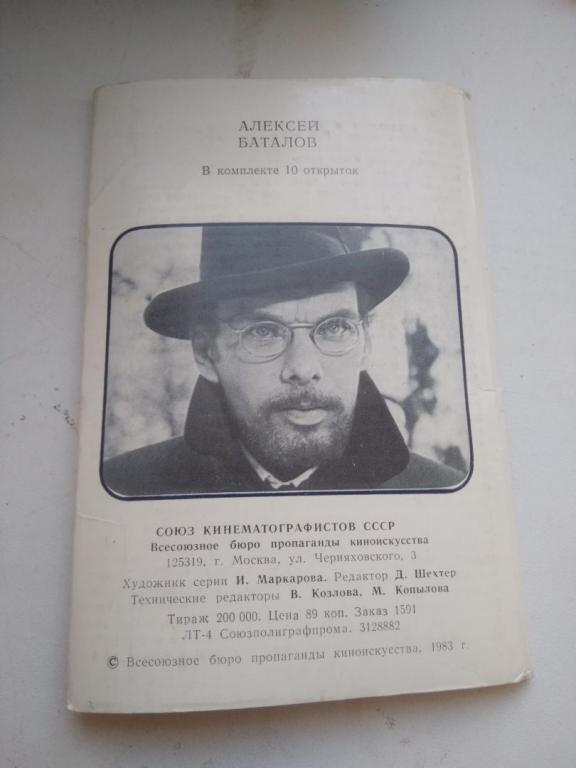 АЛЕКСЕЙ
БАТАЛОВ
В комплекте 10 открыток
СОЮЗ КИНЕМАТОГРАФИСТОВ СССР
Всесоюзное бюро пропаганды киноискусства
125319, г. Москва, ул. Черняховского, 3
Художник серии И. Маркарова. Редактор Д. Шехтер
Технические редакторы В. Козлова, М. Копылова
Тираж 200 000. Цена 89 коп. Заказ 1591
ЛТ-4 Союзполиграфпрома. 3128882
© Всесоюзное бюро пропаганды киноискусства, 1983 г.